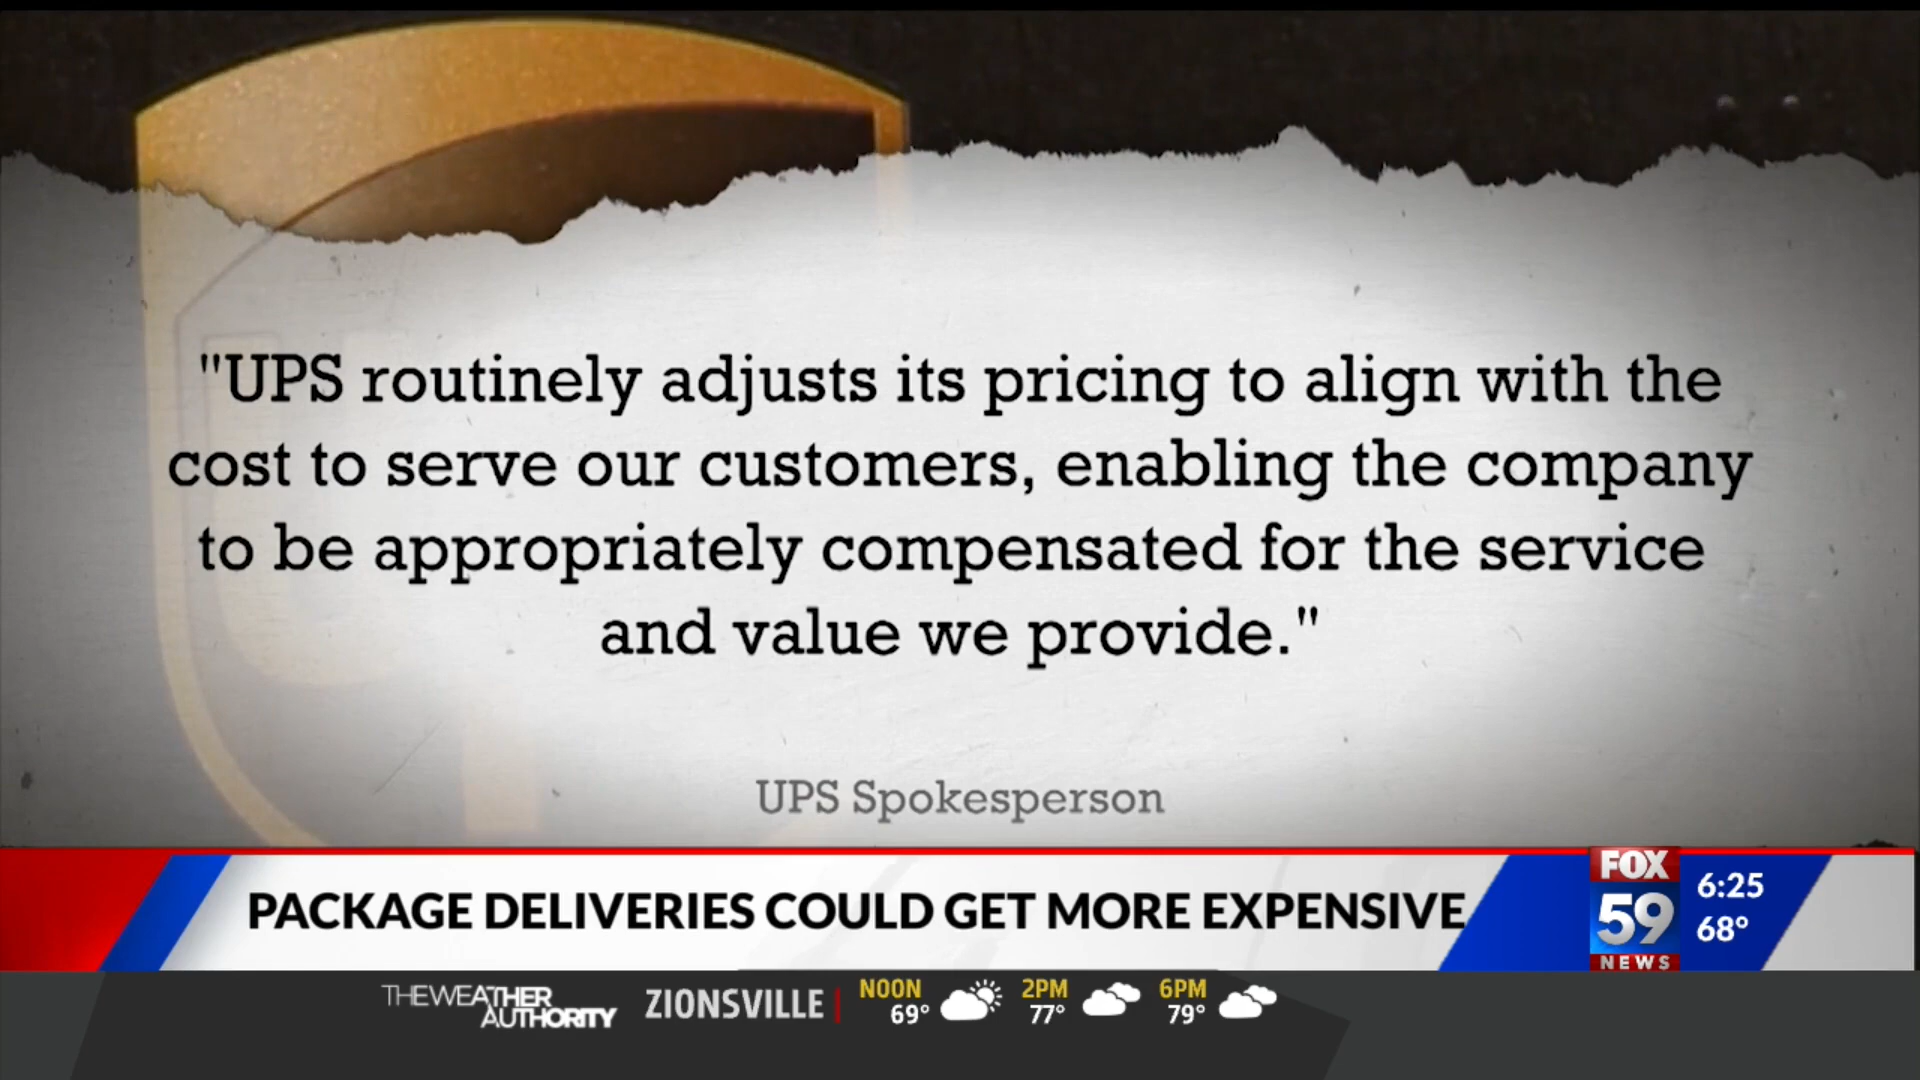 "UPS routinely adjusts its pricing to align with the
cost to serve our customers, enabling the company
to be appropriately compensated for the service
and value we provide."
UPS Spokesperson
PACKAGE DELIVERIES COULD GET MORE EXPENSIVE
FOX
59
NEWS
6:25
68°
THE WEATHER
AUTHORITY
ZIONSVILLE
NOON
69°
2PM
77°
6PM
79°